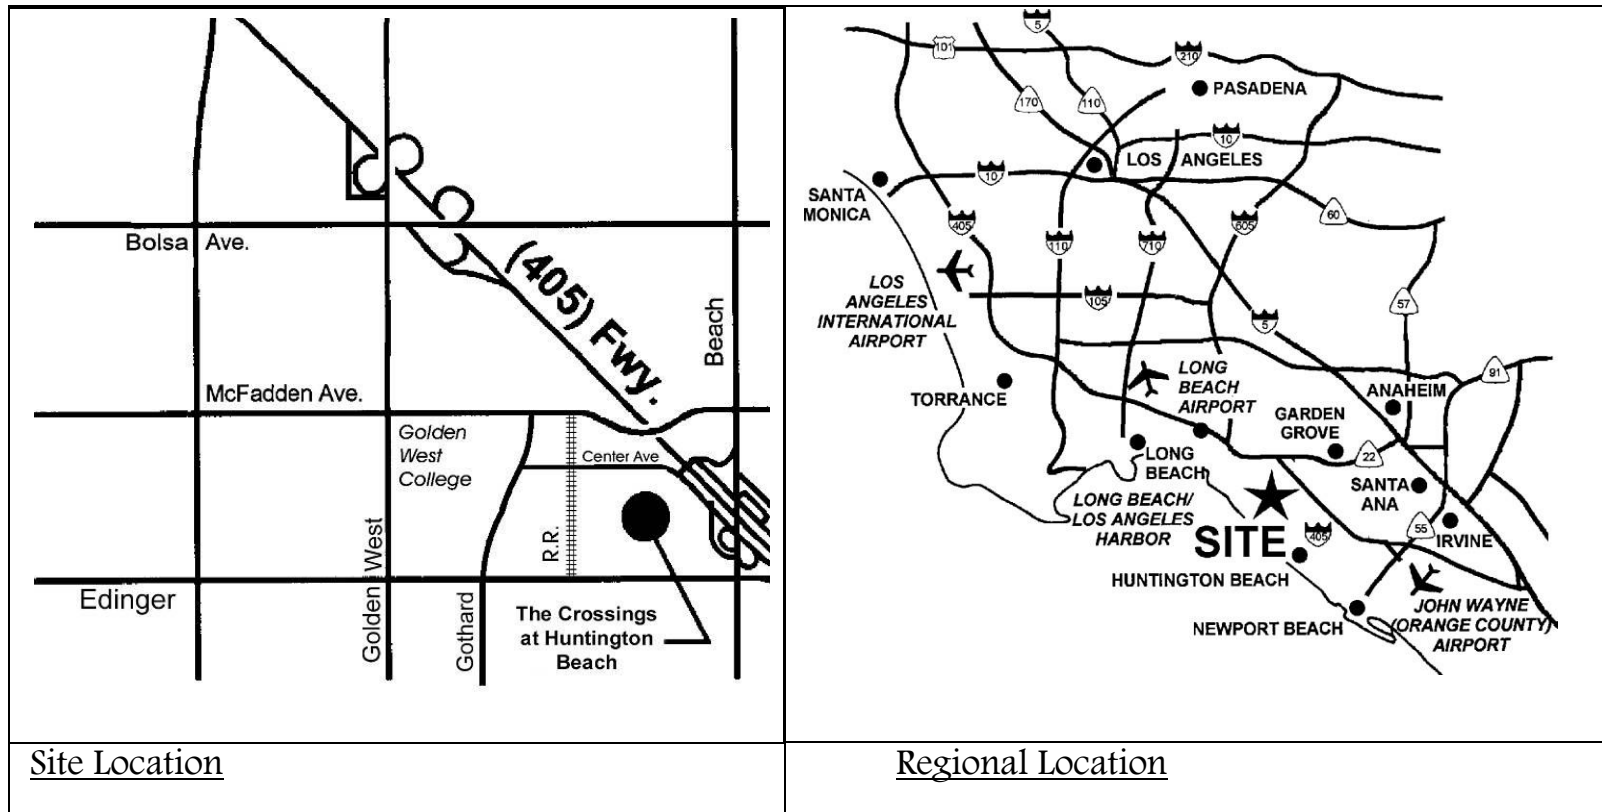 Bolsa Ave.
(405) Fwy.
Beach
McFadden Ave.
Golden
West
College
Center Ave
R.R.
Golden West
Edinger
Gothard
The Crossings
at Huntington
Beach
Site Location
5
101
210
PASADENA
170
110
10
LOS ANGELES
10
SANTA
MONICA
60
405
605
110
710
LOS
ANGELES
INTERNATIONAL
AIRPORT
105
57
5
LONG
BEACH
AIRPORT
91
TORRANCE
ANAHEIM
GARDEN
GROVE
22
LONG
BEACH
SANTA
ANA
LONG BEACH/
LOS ANGELES
HARBOR
SITE
405
55
IRVINE
HUNTINGTON BEACH
NEWPORT BEACH
JOHN WAYNE
(ORANGE COUNTY)
AIRPORT
Regional Location